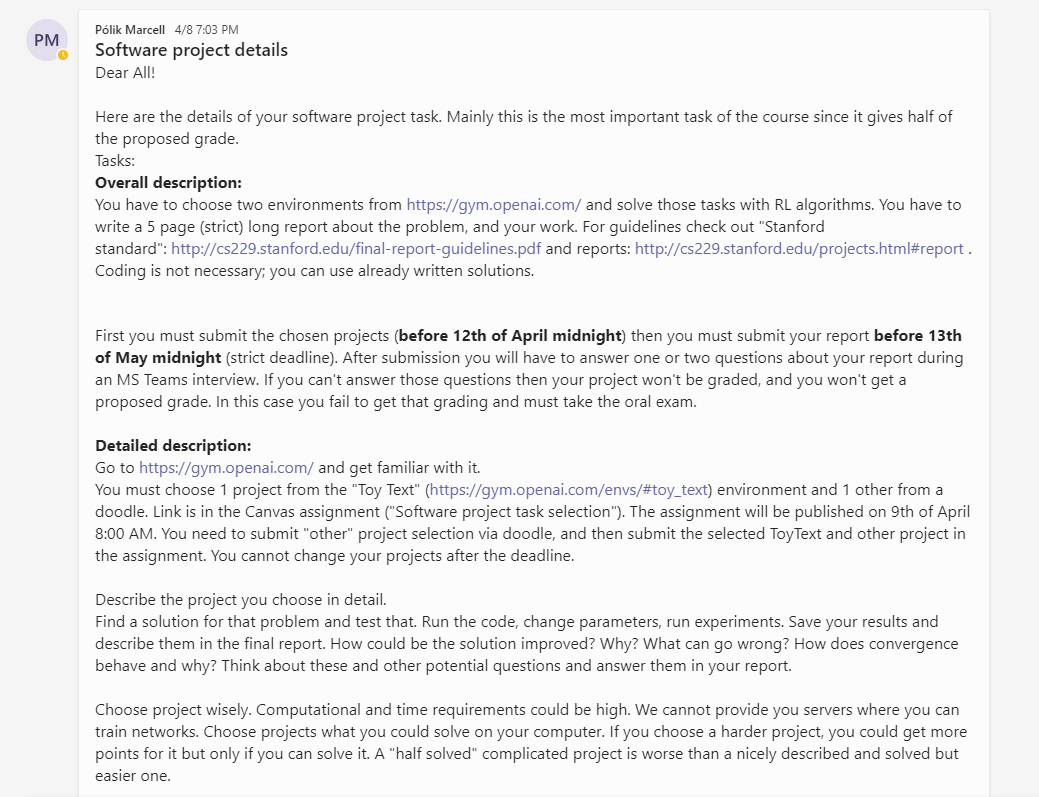 PM
Pólik Marcell 4/8 7:03 PM
Software project details
Dear All!
Here are the details of your software project task. Mainly this is the most important task of the course since it gives half of
the proposed grade.
Tasks:
Overall description:
You have to choose two environments from https://gym.openai.com/ and solve those tasks with RL algorithms. You have to
write a 5 page (strict) long report about the problem, and your work. For guidelines check out "Stanford
standard": http://cs229.stanford.edu/final-report-guidelines.pdf and reports: http://cs229.stanford.edu/projects.html#report .
Coding is not necessary; you can use already written solutions.
First you must submit the chosen projects (before 12th of April midnight) then you must submit your report before 13th
of May midnight (strict deadline). After submission you will have to answer one or two questions about your report during
an MS Teams interview. If you can't answer those questions then your project won't be graded, and you won't get a
proposed grade. In this case you fail to get that grading and must take the oral exam.
Detailed description:
Go to https://gym.openai.com/ and get familiar with it.
You must choose 1 project from the "Toy Text" (https://gym.openai.com/envs/#toy_text) environment and 1 other from a
doodle. Link is in the Canvas assignment ("Software project task selection"). The assignment will be published on 9th of April
8:00 AM. You need to submit "other" project selection via doodle, and then submit the selected ToyText and other project in
the assignment. You cannot change your projects after the deadline.
Describe the project you choose in detail.
Find a solution for that problem and test that. Run the code, change parameters, run experiments. Save your results and
describe them in the final report. How could be the solution improved? Why? What can go wrong? How does convergence
behave and why? Think about these and other potential questions and answer them in your report.
Choose project wisely. Computational and time requirements could be high. We cannot provide you servers where you can
train networks. Choose projects what you could solve on your computer. If you choose a harder project, you could get more
points for it but only if you can solve it. A "half solved" complicated project is worse than a nicely described and solved but
easier one.